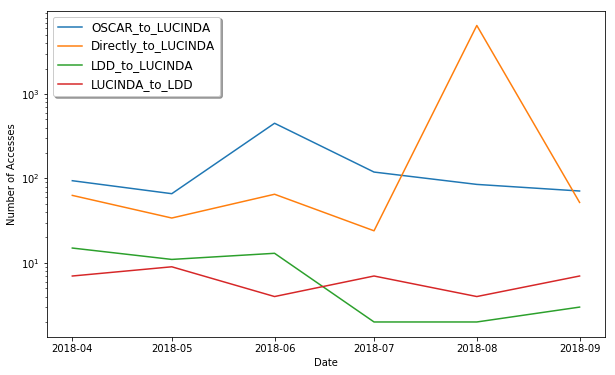 OSCAR_to_LUCINDA
Directly_to_LUCINDA
LDD_to_LUCINDA
LUCINDA_to_LDD
Number of Accesses
10³
10²
10¹
2018-04 2018-05 2018-06 2018-07 2018-08 2018-09
Date